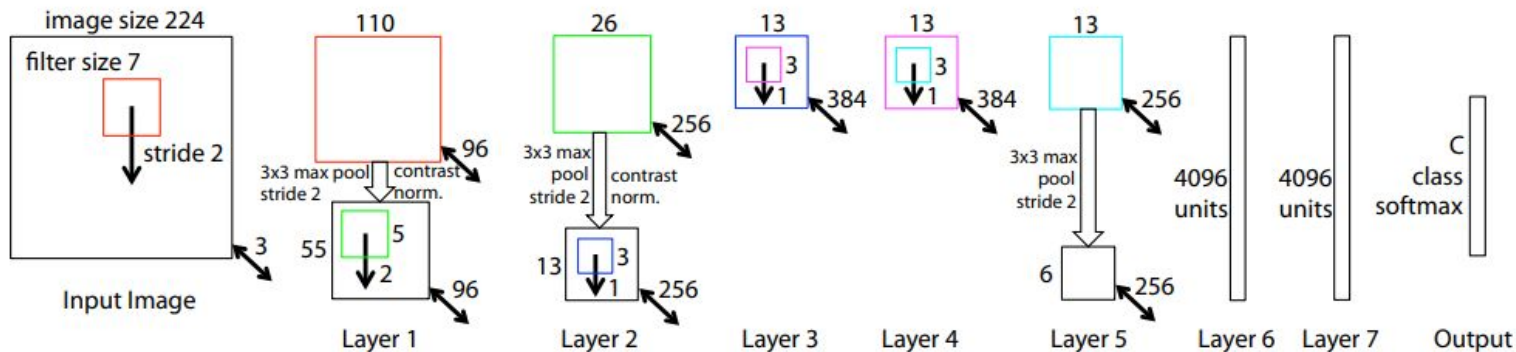 image size 224
filter size 7
stride 2
3
Input Image
110
96
3x3 max pool
stride 2
contrast
norm.
55
5
2
96
Layer 1
26
256
3x3 max
pool
stride 2
contrast
norm.
13
3
1
256
Layer 2
13
3
1
384
Layer 3
13
3
1
384
Layer 4
13
256
3x3 max
pool
stride 2
6
256
Layer 5
4096
units
Layer 6
4096
units
Layer 7
C
class
softmax
Output